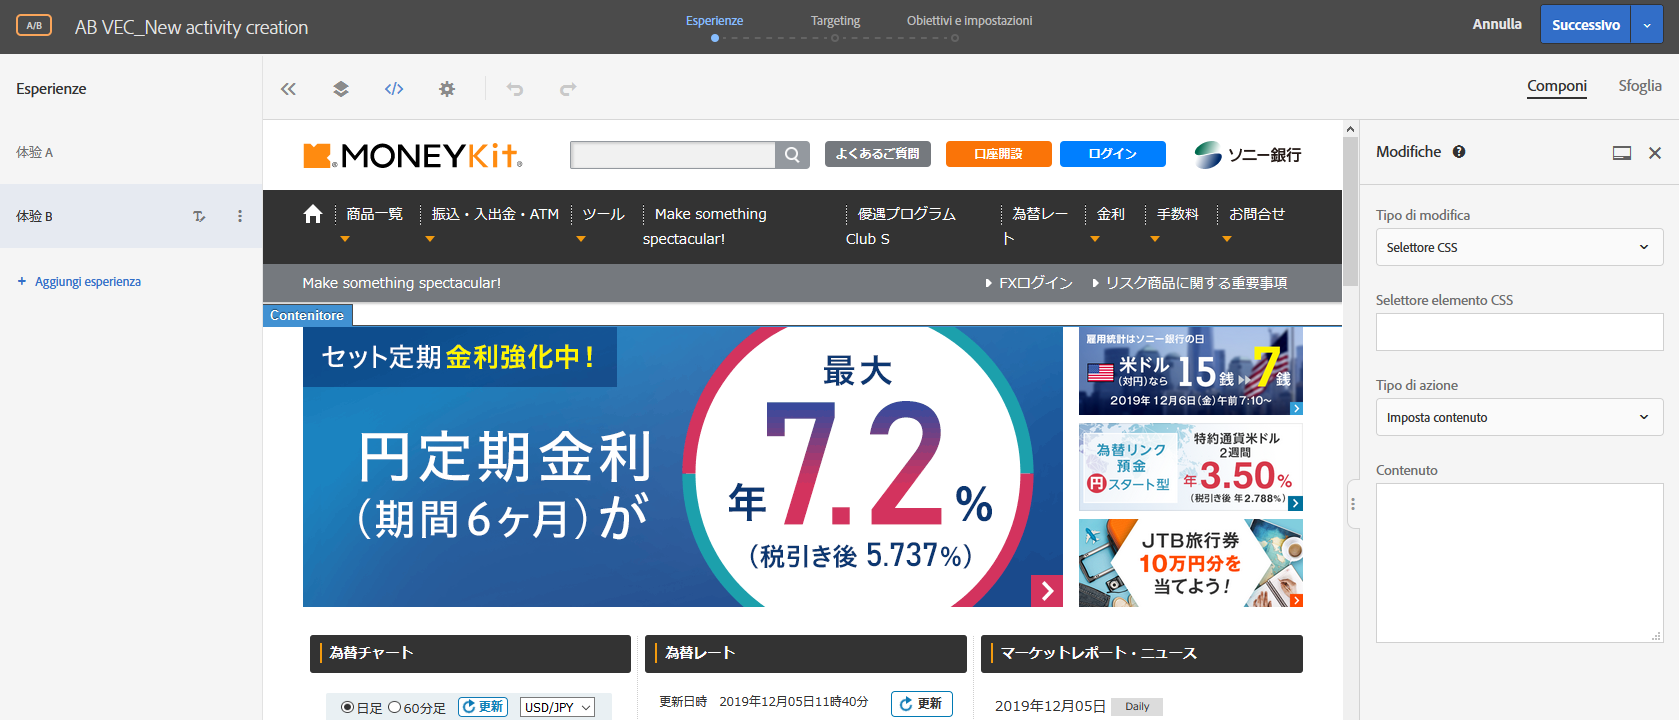 A/B
AB VEC_New activity creation
Esperienze
Targeting
Obiettivi e impostazioni
Annulla
Successivo
Esperienze
Componi
Sfoglia
体验 A
体验 B
+ Aggiungi esperienza
MONEYKit
よくあるご質問
口座開設
ログイン
ソニー銀行
商品一覧
振込・入出金・ATM
ツール
Make something
spectacular!
優遇プログラム
Club S
為替レー
ト
金利
手数料
お問合せ
Make something spectacular!
FXログイン
リスク商品に関する重要事項
Contenitore
セット定期 金利強化中！
円定期金利
（期間6ヶ月）が
最大
年7.2%
（税引き後 5.737%）
雇用統計はソニー銀行の日
米ドル
（対円）なら
15銭
7銭
2019年12月6日(金)午前7:10～
為替リンク
預金
円スタート型
特約通貨米ドル
2週間
年3.50%
（税引き後 年2.788%）
JTB旅行券
10万円分を
当てよう！
為替チャート
為替レート
マーケットレポート・ニュース
日足
60分足
更新
USD/JPY
更新日時 2019年12月05日11時40分
更新
2019年12月05日
Daily
Modifiche
Tipo di modifica
Selettore CSS
Selettore elemento CSS
Tipo di azione
Imposta contenuto
Contenuto